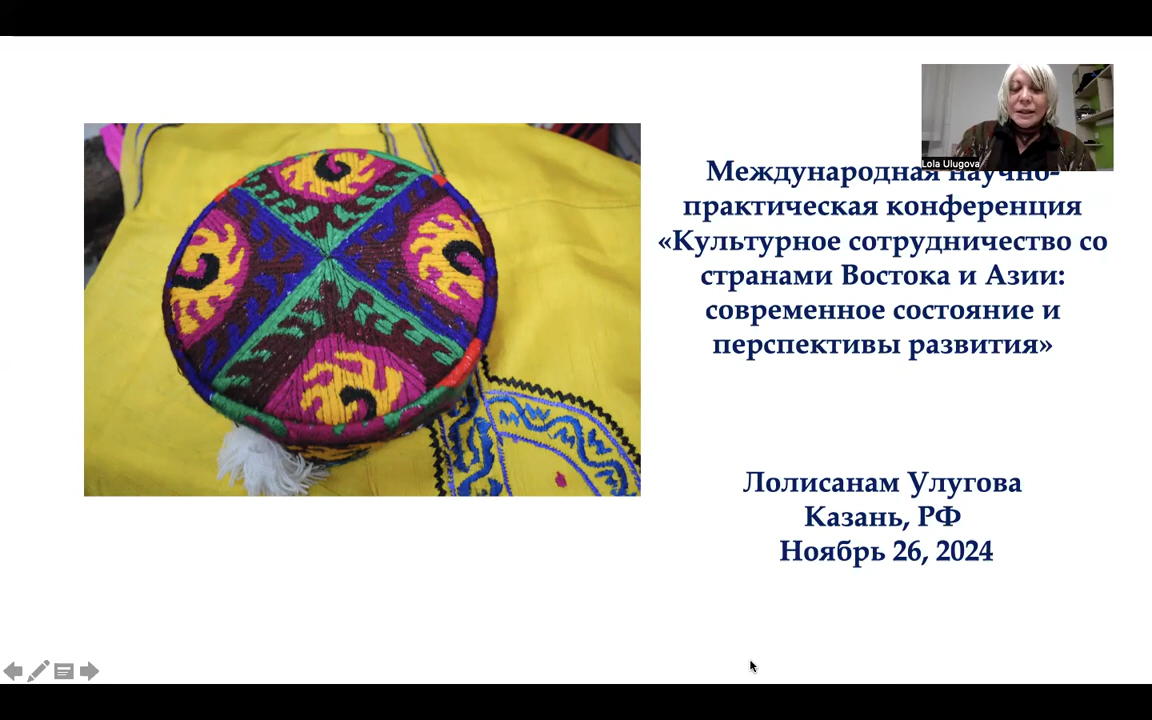 Lola Ulugova
Международная научно-
практическая конференция
«Культурное сотрудничество со
странами Востока и Азии:
современное состояние и
перспективы развития»
Лолисанам Улугова
Казань, РФ
Ноябрь 26, 2024